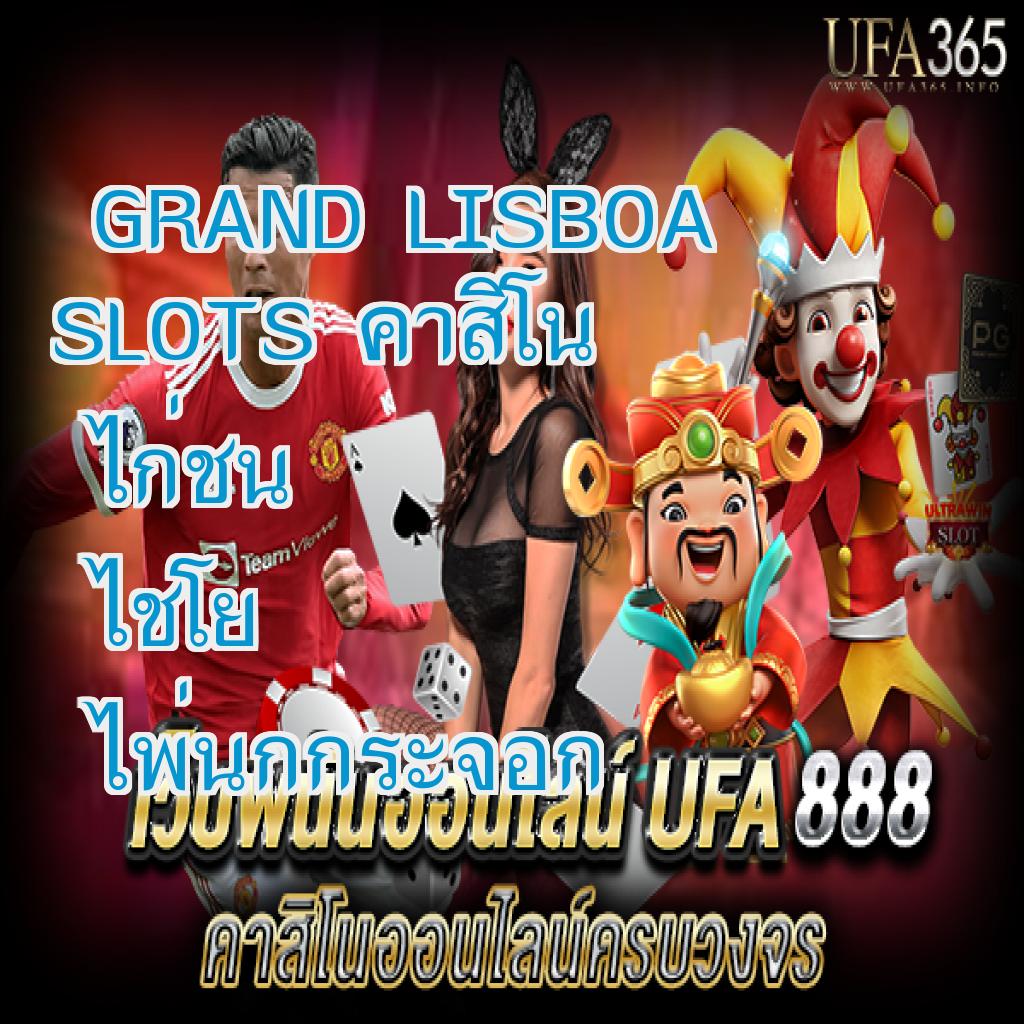 UFA365
WWW.UFA365.INFO
GRAND LISBOA
SLOTS คาสิโน
ไก่ชน
ไชโย
ไพ่นกกระจอก
PG
A
TeamViewer
ULTRAWIN
SLOT
เว็บพนันออนไลน์ UFA 888
คาสิโนออนไลน์ครบวงจร